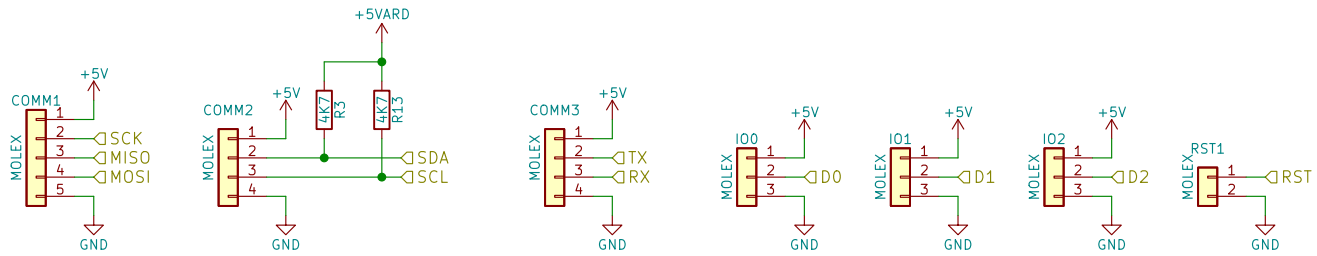 +5VARD
+5V
COMM1
MOLEX
1
2
3
4
5
SCK
MISO
MOSI
GND
+5V
COMM2
MOLEX
1
2
3
4
4K7
R3
4K7
R13
SDA
SCL
GND
+5V
COMM3
MOLEX
1
2
3
4
TX
RX
GND
+5V
IO0
MOLEX
1
2
3
D0
GND
+5V
IO1
MOLEX
1
2
3
D1
GND
+5V
IO2
MOLEX
1
2
3
D2
GND
RST1
MOLEX
1
2
RST
GND